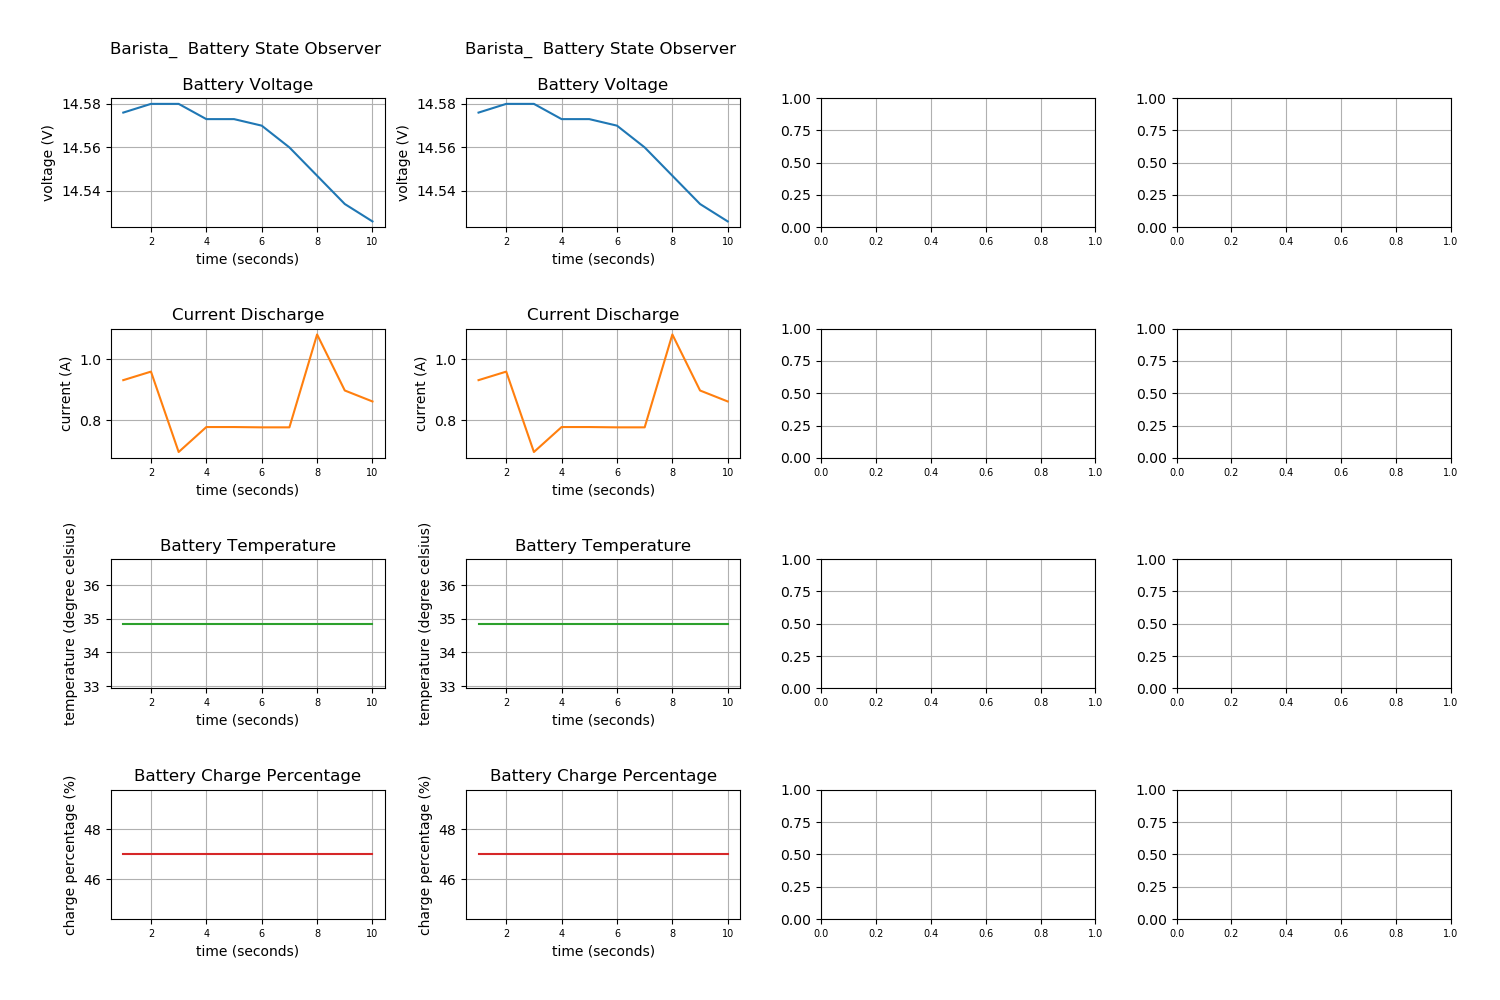 Barista_  Battery State Observer
Barista_  Battery State Observer
Battery Voltage
Battery Voltage
voltage (V)
14.58
14.56
14.54
2 4 6 8 10
time (seconds)
voltage (V)
14.58
14.56
14.54
2 4 6 8 10
time (seconds)
1.00
0.75
0.50
0.25
0.00
0.0 0.2 0.4 0.6 0.8 1.0
1.00
0.75
0.50
0.25
0.00
0.0 0.2 0.4 0.6 0.8 1.0
Current Discharge
Current Discharge
current (A)
1.0
0.8
2 4 6 8 10
time (seconds)
current (A)
1.0
0.8
2 4 6 8 10
time (seconds)
1.00
0.75
0.50
0.25
0.00
0.0 0.2 0.4 0.6 0.8 1.0
1.00
0.75
0.50
0.25
0.00
0.0 0.2 0.4 0.6 0.8 1.0
Battery Temperature
Battery Temperature
temperature (degree celsius)
36
35
34
33
2 4 6 8 10
time (seconds)
temperature (degree celsius)
36
35
34
33
2 4 6 8 10
time (seconds)
1.00
0.75
0.50
0.25
0.00
0.0 0.2 0.4 0.6 0.8 1.0
1.00
0.75
0.50
0.25
0.00
0.0 0.2 0.4 0.6 0.8 1.0
Battery Charge Percentage
Battery Charge Percentage
charge percentage (%)
48
46
2 4 6 8 10
time (seconds)
charge percentage (%)
48
46
2 4 6 8 10
time (seconds)
1.00
0.75
0.50
0.25
0.00
0.0 0.2 0.4 0.6 0.8 1.0
1.00
0.75
0.50
0.25
0.00
0.0 0.2 0.4 0.6 0.8 1.0